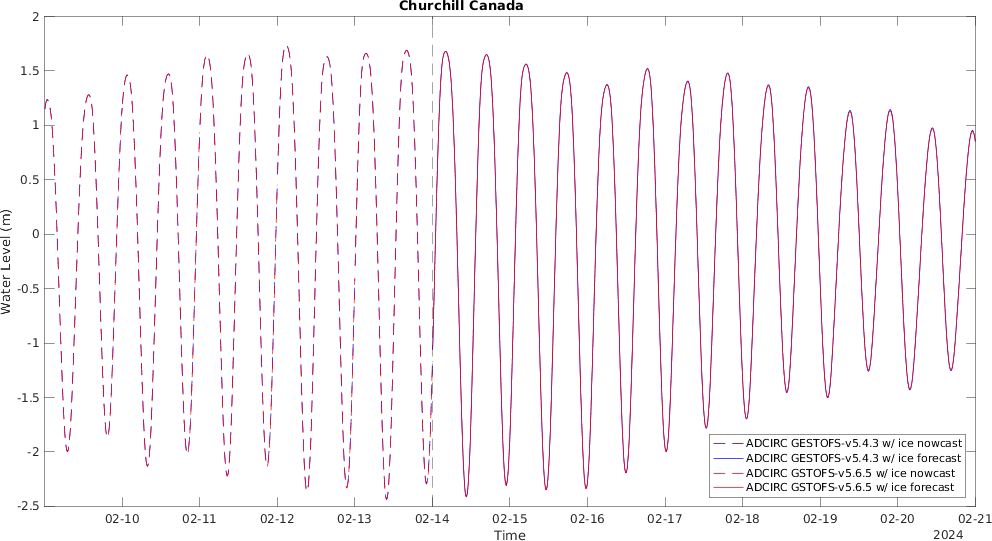 Churchill Canada
2
1.5
1
0.5
0
-0.5
-1
-1.5
-2
-2.5
Water Level (m)
ADCIRC GESTOFS-v5.4.3 w/ ice nowcast
ADCIRC GESTOFS-v5.4.3 w/ ice forecast
ADCIRC GSTOFS-v5.6.5 w/ ice nowcast
ADCIRC GSTOFS-v5.6.5 w/ ice forecast
02-10 02-11 02-12 02-13 02-14 02-15 02-16 02-17 02-18 02-19 02-20 02-21
Time
2024